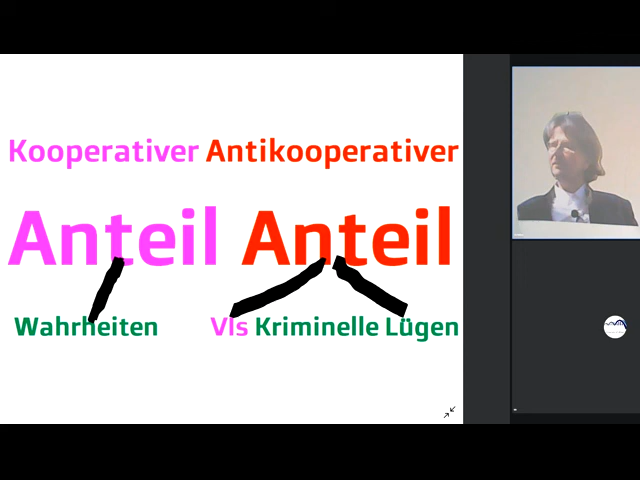 Kooperativer Antikooperativer
Anteil Anteil
Wahrheiten VIs Kriminelle Lügen